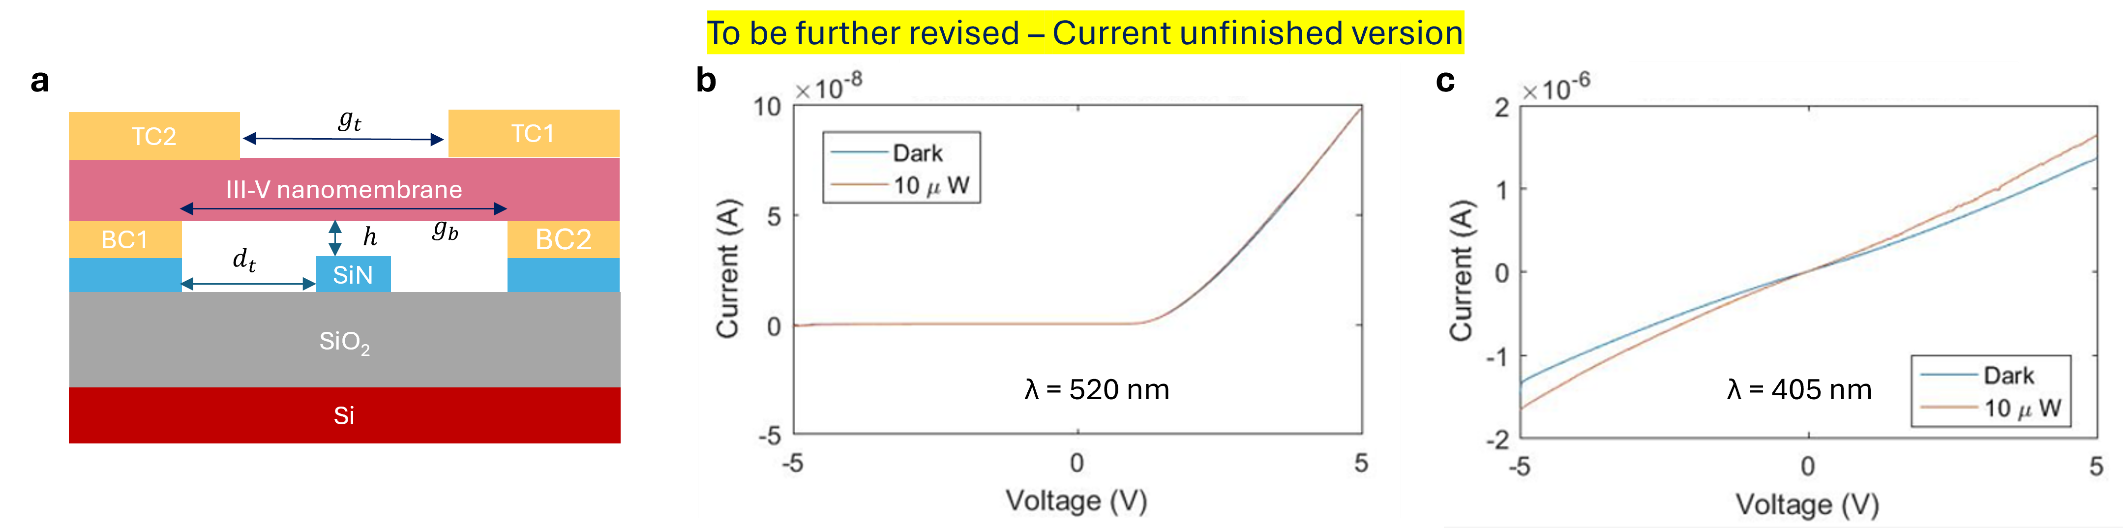 To be further revised – Current unfinished version
a
TC2
g_t
TC1
III-V nanomembrane
BC1
h
g_b
BC2
d_t
SiN
SiO₂
Si
b
×10⁻⁸
10
5
0
-5
Current (A)
Dark
10 μ W
λ = 520 nm
-5
0
5
Voltage (V)
c
×10⁻⁶
2
1
0
-1
-2
Current (A)
Dark
10 μ W
λ = 405 nm
-5
0
5
Voltage (V)